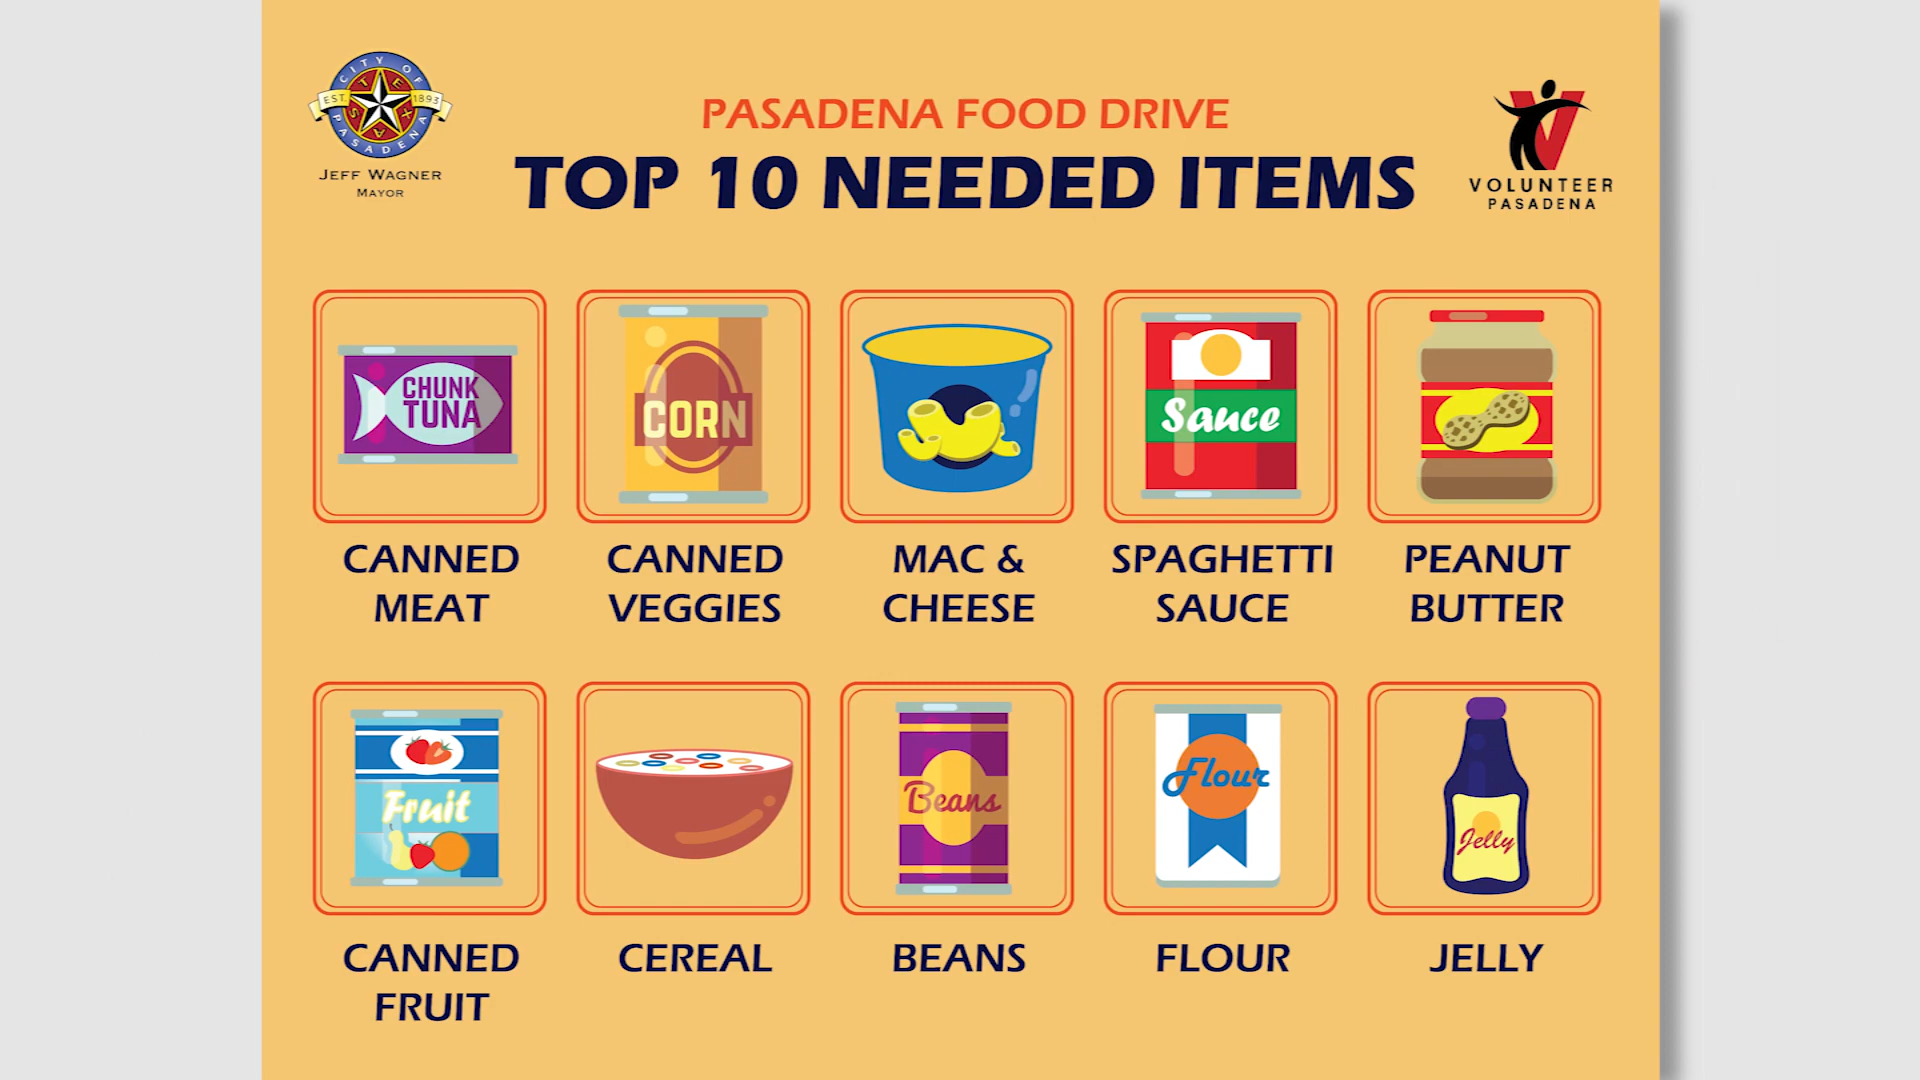 CITY OF
TEXAS
EST. 1893
PASADENA
JEFF WAGNER
MAYOR
PASADENA FOOD DRIVE
TOP 10 NEEDED ITEMS
VOLUNTEER
PASADENA
CHUNK
TUNA
CORN
Sauce
CANNED
MEAT
CANNED
VEGGIES
MAC &
CHEESE
SPAGHETTI
SAUCE
PEANUT
BUTTER
Fruit
Beans
Flour
Jelly
CANNED
FRUIT
CEREAL
BEANS
FLOUR
JELLY